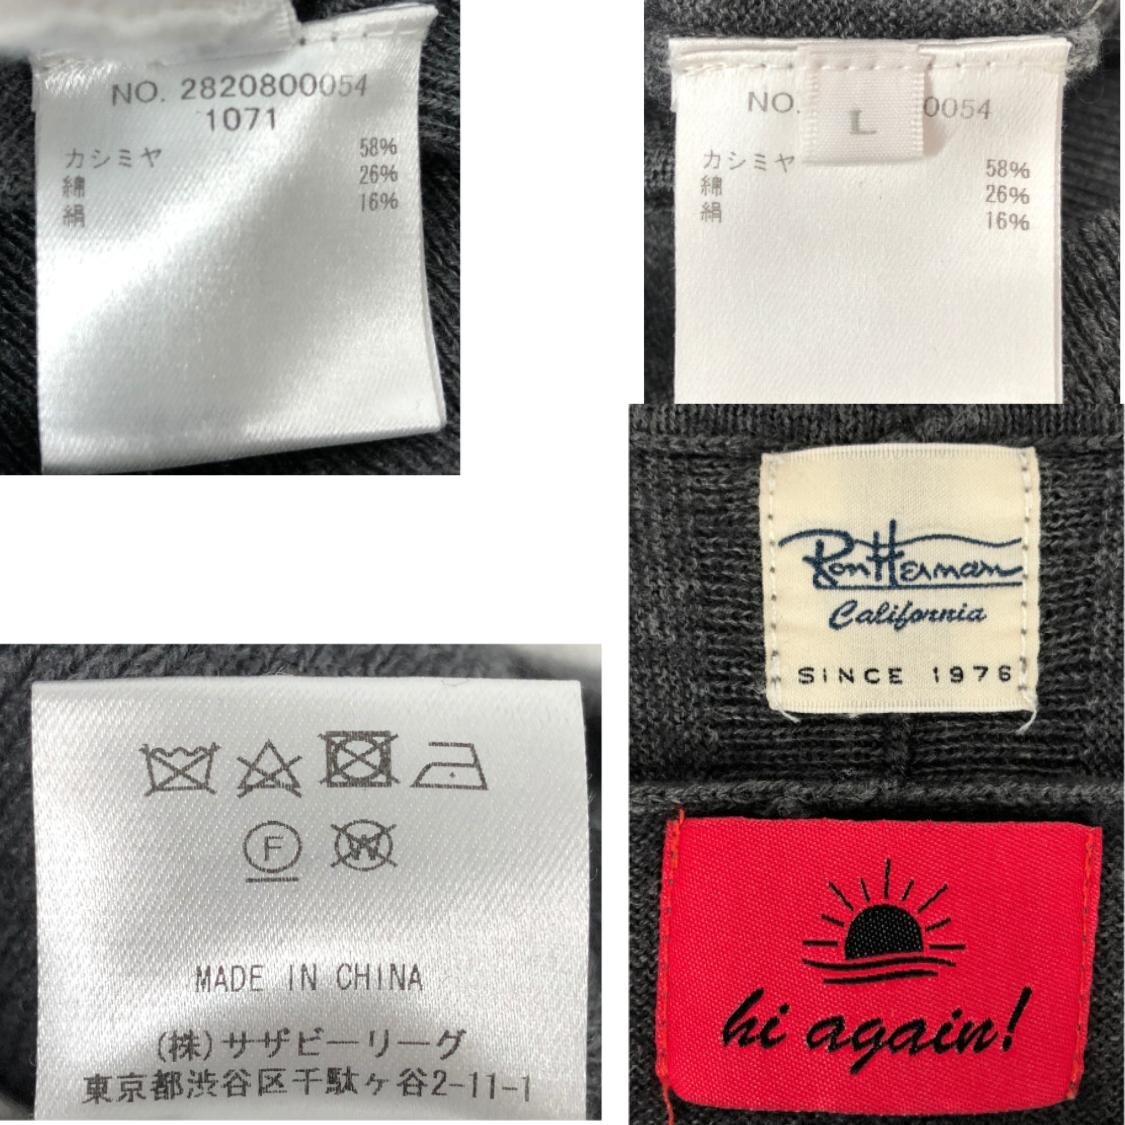 NO. 2820800054
1071
カシミヤ 58%
綿 26%
絹 16%
NO. 0054
L
カシミヤ 58%
綿 26%
絹 16%
Ron Herman
California
SINCE 1976
F
W
MADE IN CHINA
(株)サザビーリーグ
東京都渋谷区千駄ヶ谷2-11-1
hi again!